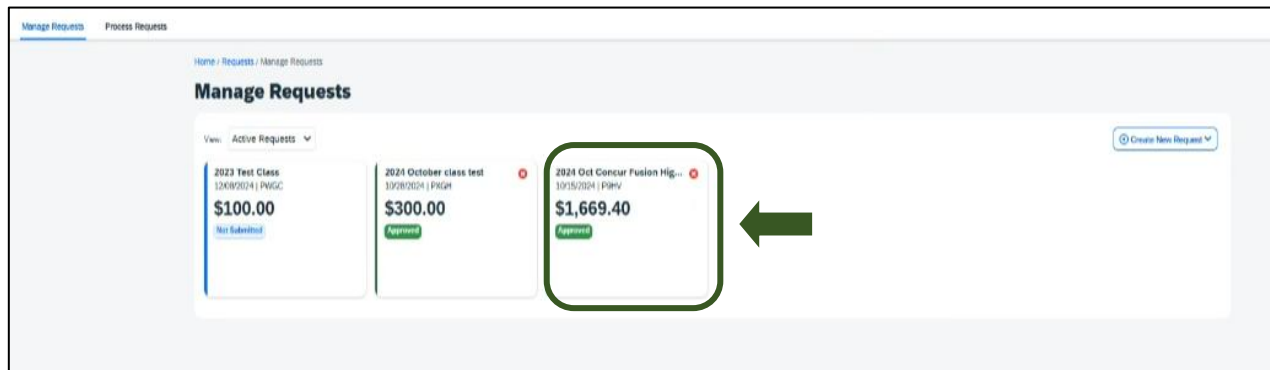 Manage Requests Process Requests
Home / Requests / Manage Requests
Manage Requests
View: Active Requests
Create New Request
2023 Test Class
12/08/2024 | PWGC
$100.00
Not Submitted
2024 October class test
10/28/2024 | PXGH
$300.00
Approved
2024 Oct Concur Fusion Hig...
10/15/2024 | P9HV
$1,669.40
Approved